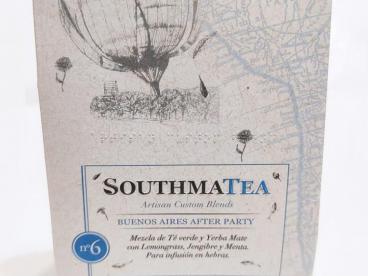 SOUTHMATEA
Artisan Custom Blends
BUENOS AIRES AFTER PARTY
nº6
Mezcla de Té verde y Yerba Mate
con Lemongrass, Jengibre y Menta.
Para infusión en hebras.